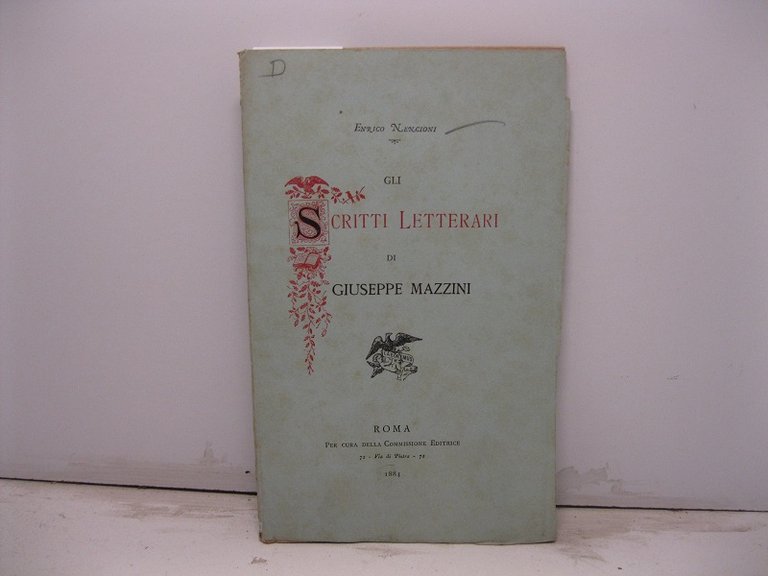 D
Enrico Nencioni
GLI
SCRITTI LETTERARI
DI
GIUSEPPE MAZZINI
ROMA
Per cura della Commissione Editrice
72 - Via di Pietra - 72